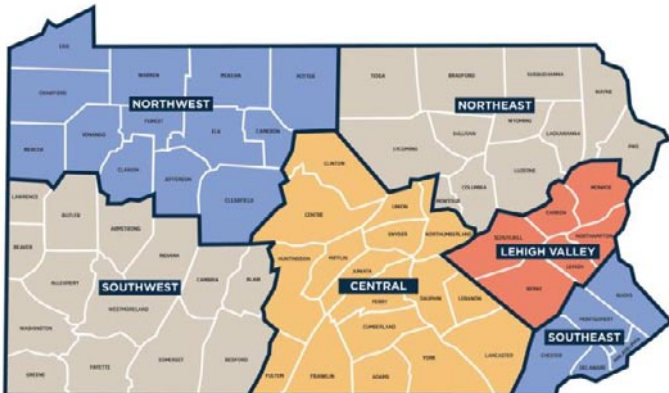 ERIE
WARREN
MCKEAN
POTTER
CRAWFORD
NORTHWEST
FOREST
VENANGO
ELK
CAMERON
MERCER
CLARION
JEFFERSON
CLEARFIELD
TIOGA
BRADFORD
SUSQUEHANNA
WAYNE
NORTHEAST
WYOMING
SULLIVAN
LACKAWANNA
LYCOMING
LUZERNE
PIKE
COLUMBIA
MONTOUR
LAWRENCE
BUTLER
ARMSTRONG
BEAVER
INDIANA
ALLEGHENY
CAMBRIA
BLAIR
SOUTHWEST
WESTMORELAND
WASHINGTON
FAYETTE
SOMERSET
BEDFORD
GREENE
CLINTON
CENTRE
UNION
SNYDER
NORTHUMBERLAND
HUNTINGDON
MIFFLIN
JUNIATA
CENTRAL
PERRY
DAUPHIN
LEBANON
CUMBERLAND
YORK
LANCASTER
FULTON
FRANKLIN
ADAMS
MONROE
CARBON
SCHUYLKILL
NORTHAMPTON
LEHIGH VALLEY
LEHIGH
BERKS
BUCKS
MONTGOMERY
SOUTHEAST
CHESTER
DELAWARE
PHILADELPHIA